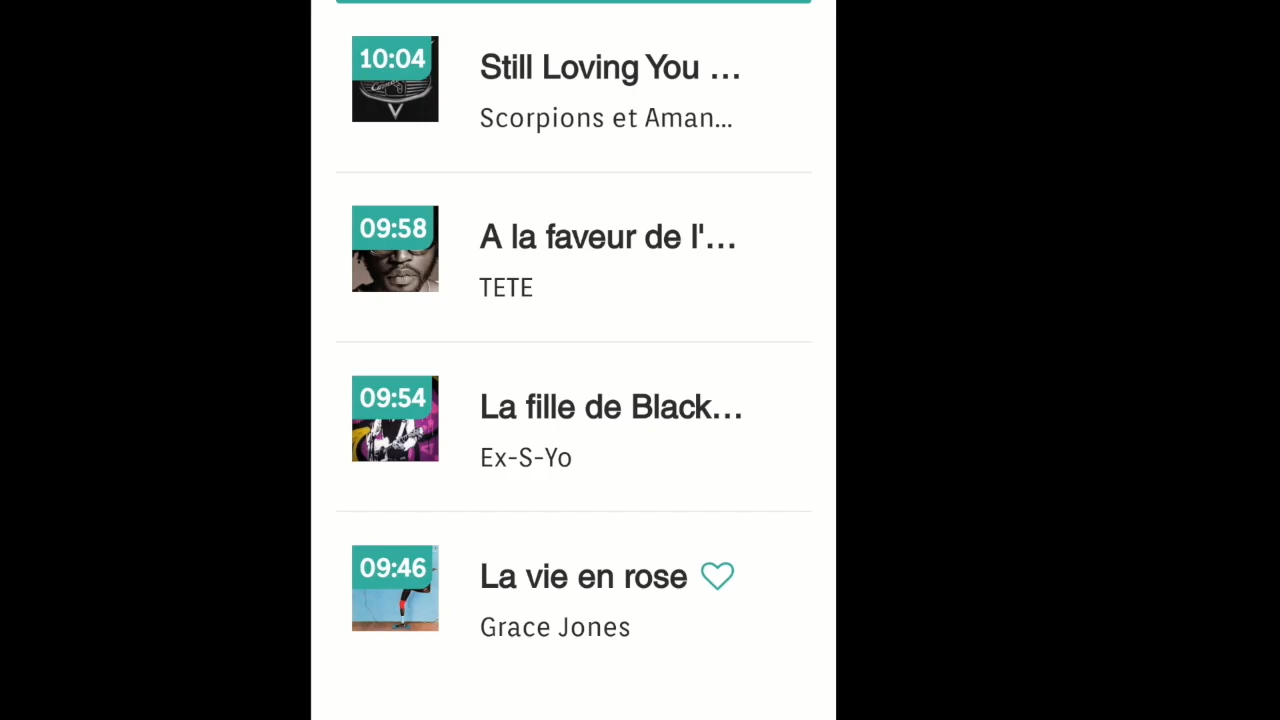 10:04
Still Loving You ...
Scorpions et Aman...
09:58
A la faveur de l'...
TETE
09:54
La fille de Black...
Ex-S-Yo
09:46
La vie en rose
Grace Jones